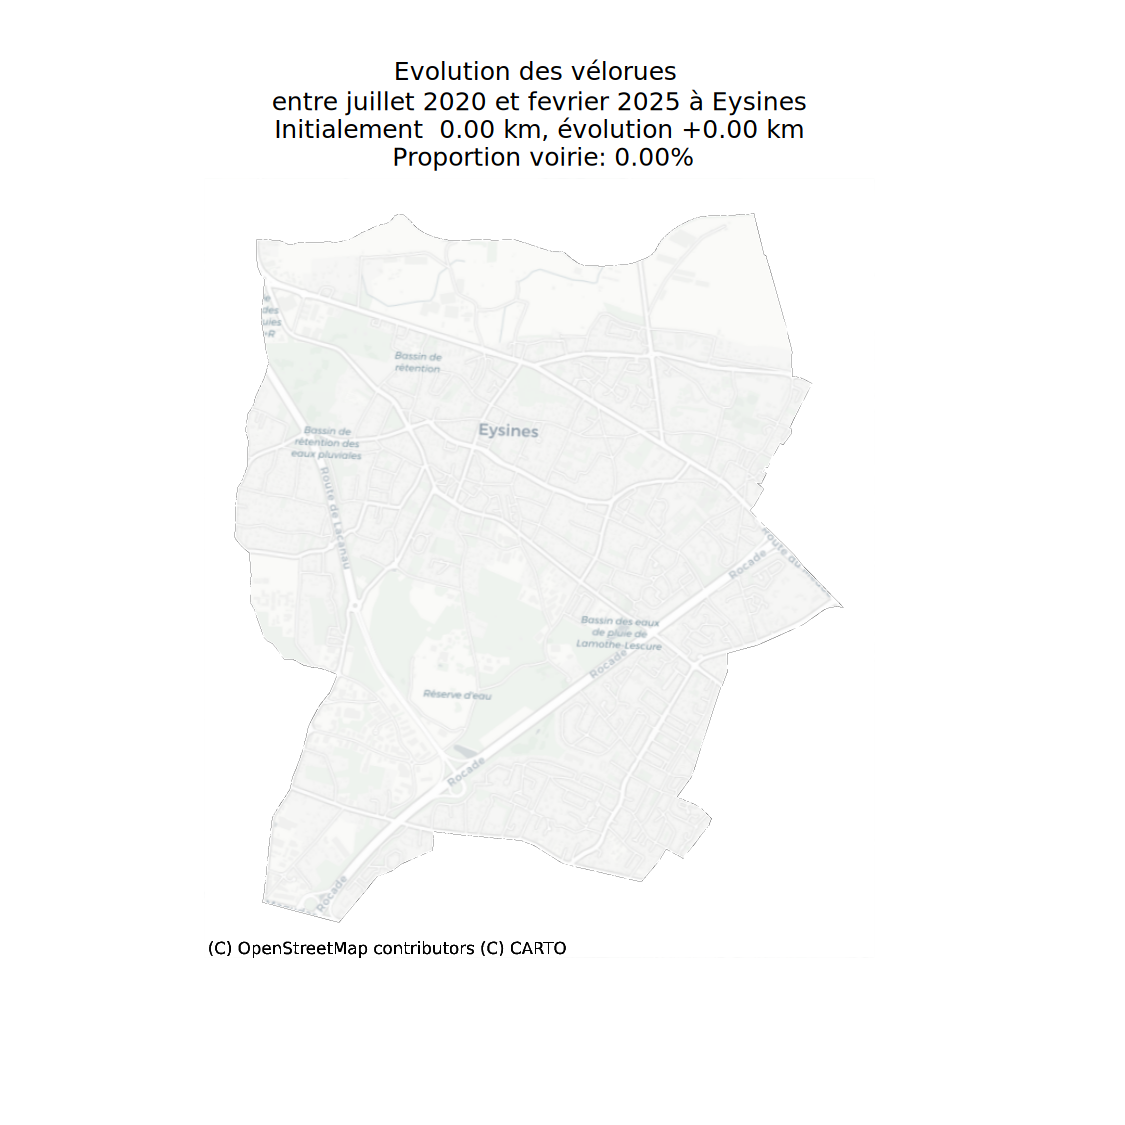 Evolution des vélorues
entre juillet 2020 et fevrier 2025 à Eysines
Initialement  0.00 km, évolution +0.00 km
Proportion voirie: 0.00%
e
des
uies
+R
Bassin de
rétention
Eysines
Bassin de
rétention des
eaux pluviales
Route de Lacanau
Route du
Rocade
Bassin des eaux
de pluie de
Lamothe-Lescure
Rocade
Réserve d'eau
Rocade
Rocade
(C) OpenStreetMap contributors (C) CARTO